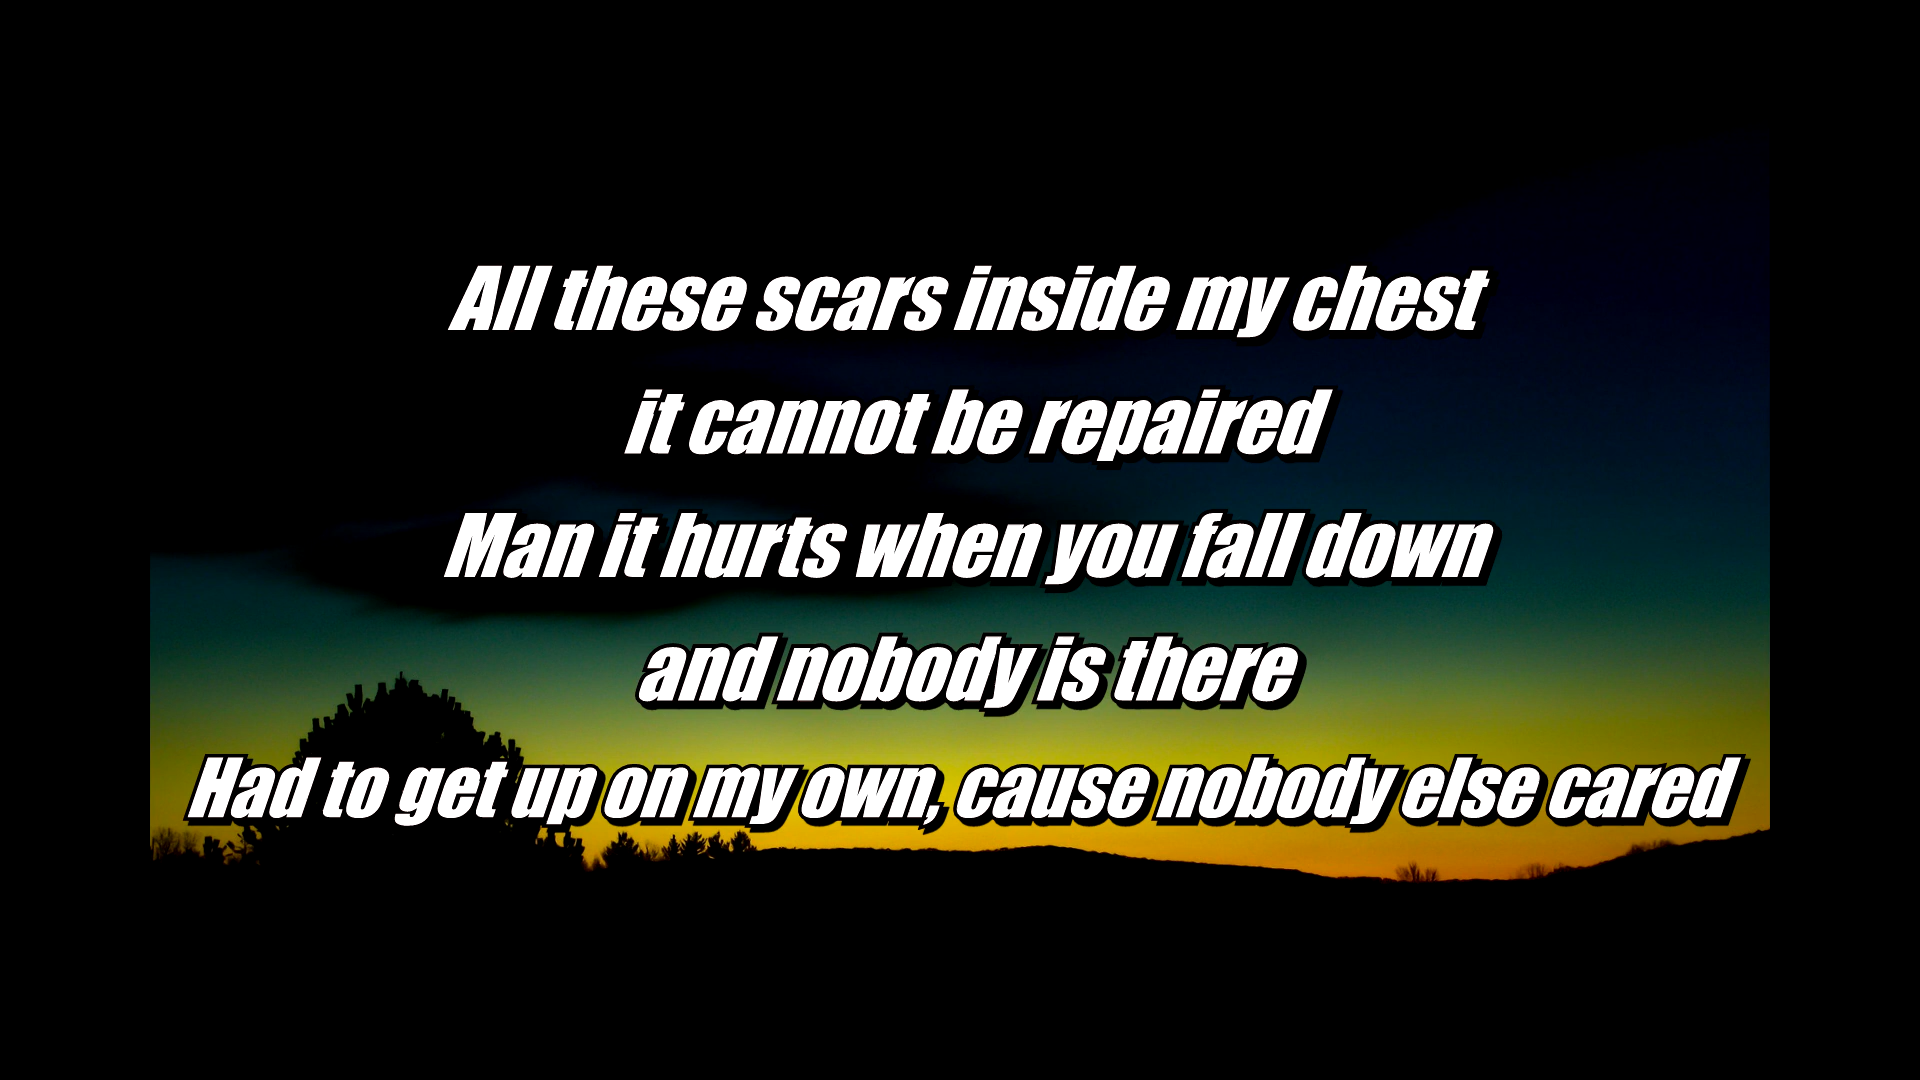 All these scars inside my chest
it cannot be repaired
Man it hurts when you fall down
and nobody is there
Had to get up on my own, cause nobody else cared